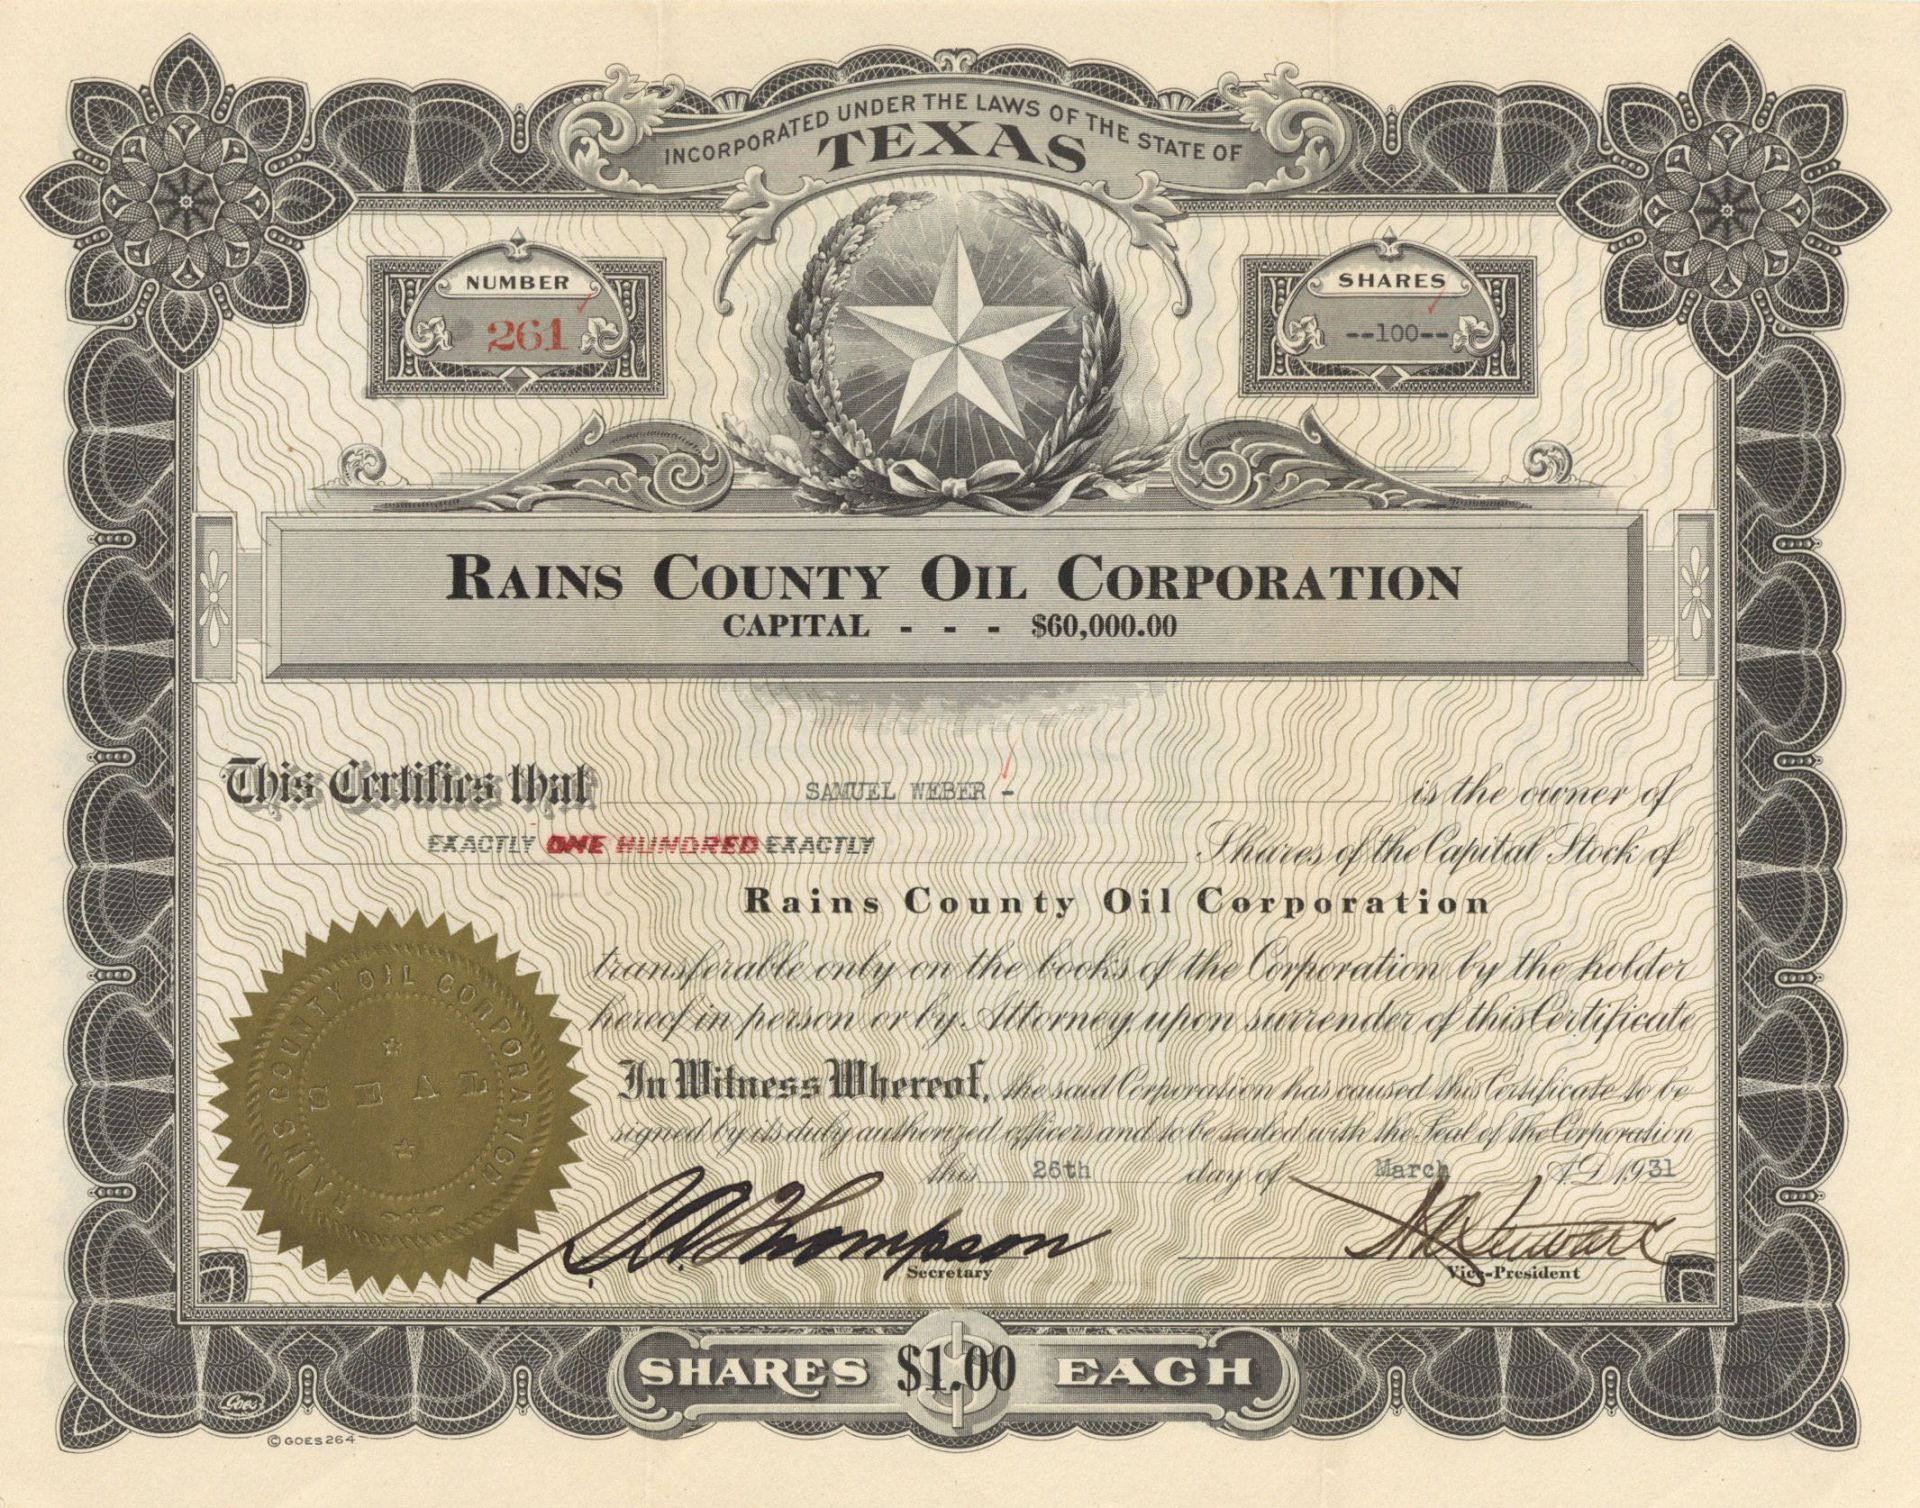 INCORPORATED UNDER THE LAWS OF THE STATE OF
TEXAS
NUMBER
261
SHARES
--100--
RAINS COUNTY OIL CORPORATION
CAPITAL - - - $60,000.00
This Certifies that SAMUEL WEBER - is the owner of
EXACTLY ONE HUNDRED EXACTLY Shares of the Capital Stock of
Rains County Oil Corporation
transferable only on the books of the Corporation by the holder
hereof in person or by Attorney, upon surrender of this Certificate
In Witness Whereof, the said Corporation has caused this Certificate to be
signed by its duly authorized officers and to be sealed with the Seal of the Corporation
this 26th day of March A.D. 1931
RAINS COUNTY OIL CORPORATION.
SEAL
S. A. Thompson
Secretary
Stewart
Vice-President
SHARES $1.00 EACH
Goes
© GOES 264